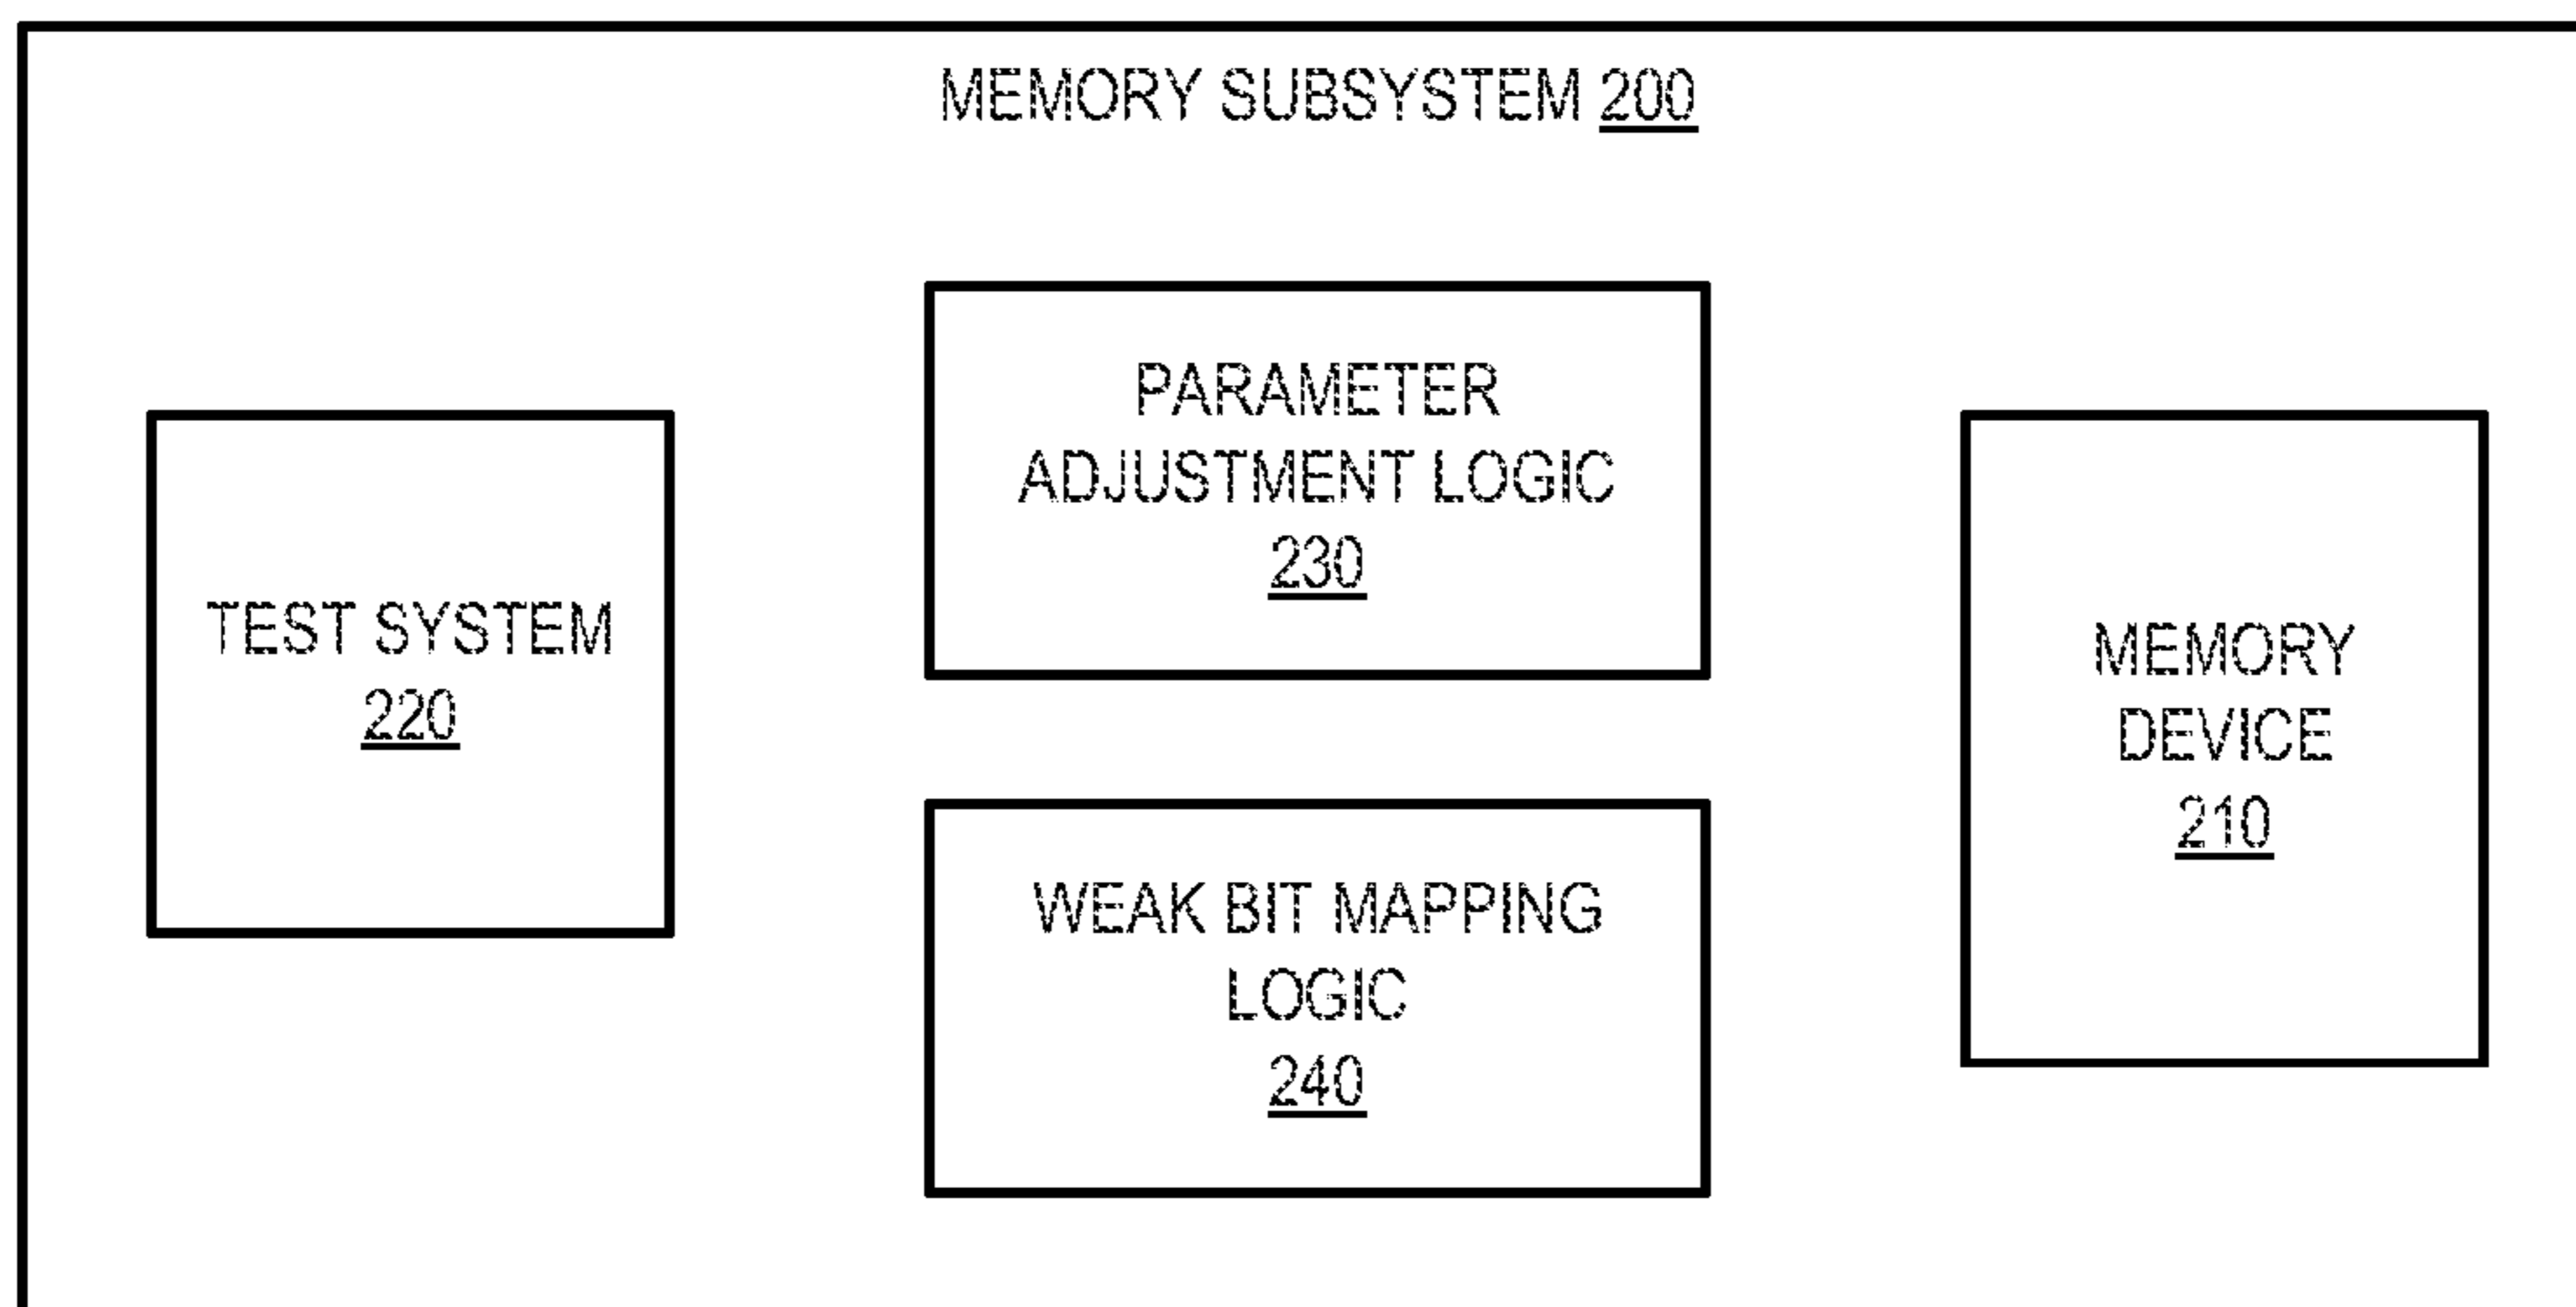 MEMORY SUBSYSTEM 200
PARAMETER
ADJUSTMENT LOGIC
230
TEST SYSTEM
220
MEMORY
DEVICE
210
WEAK BIT MAPPING
LOGIC
240